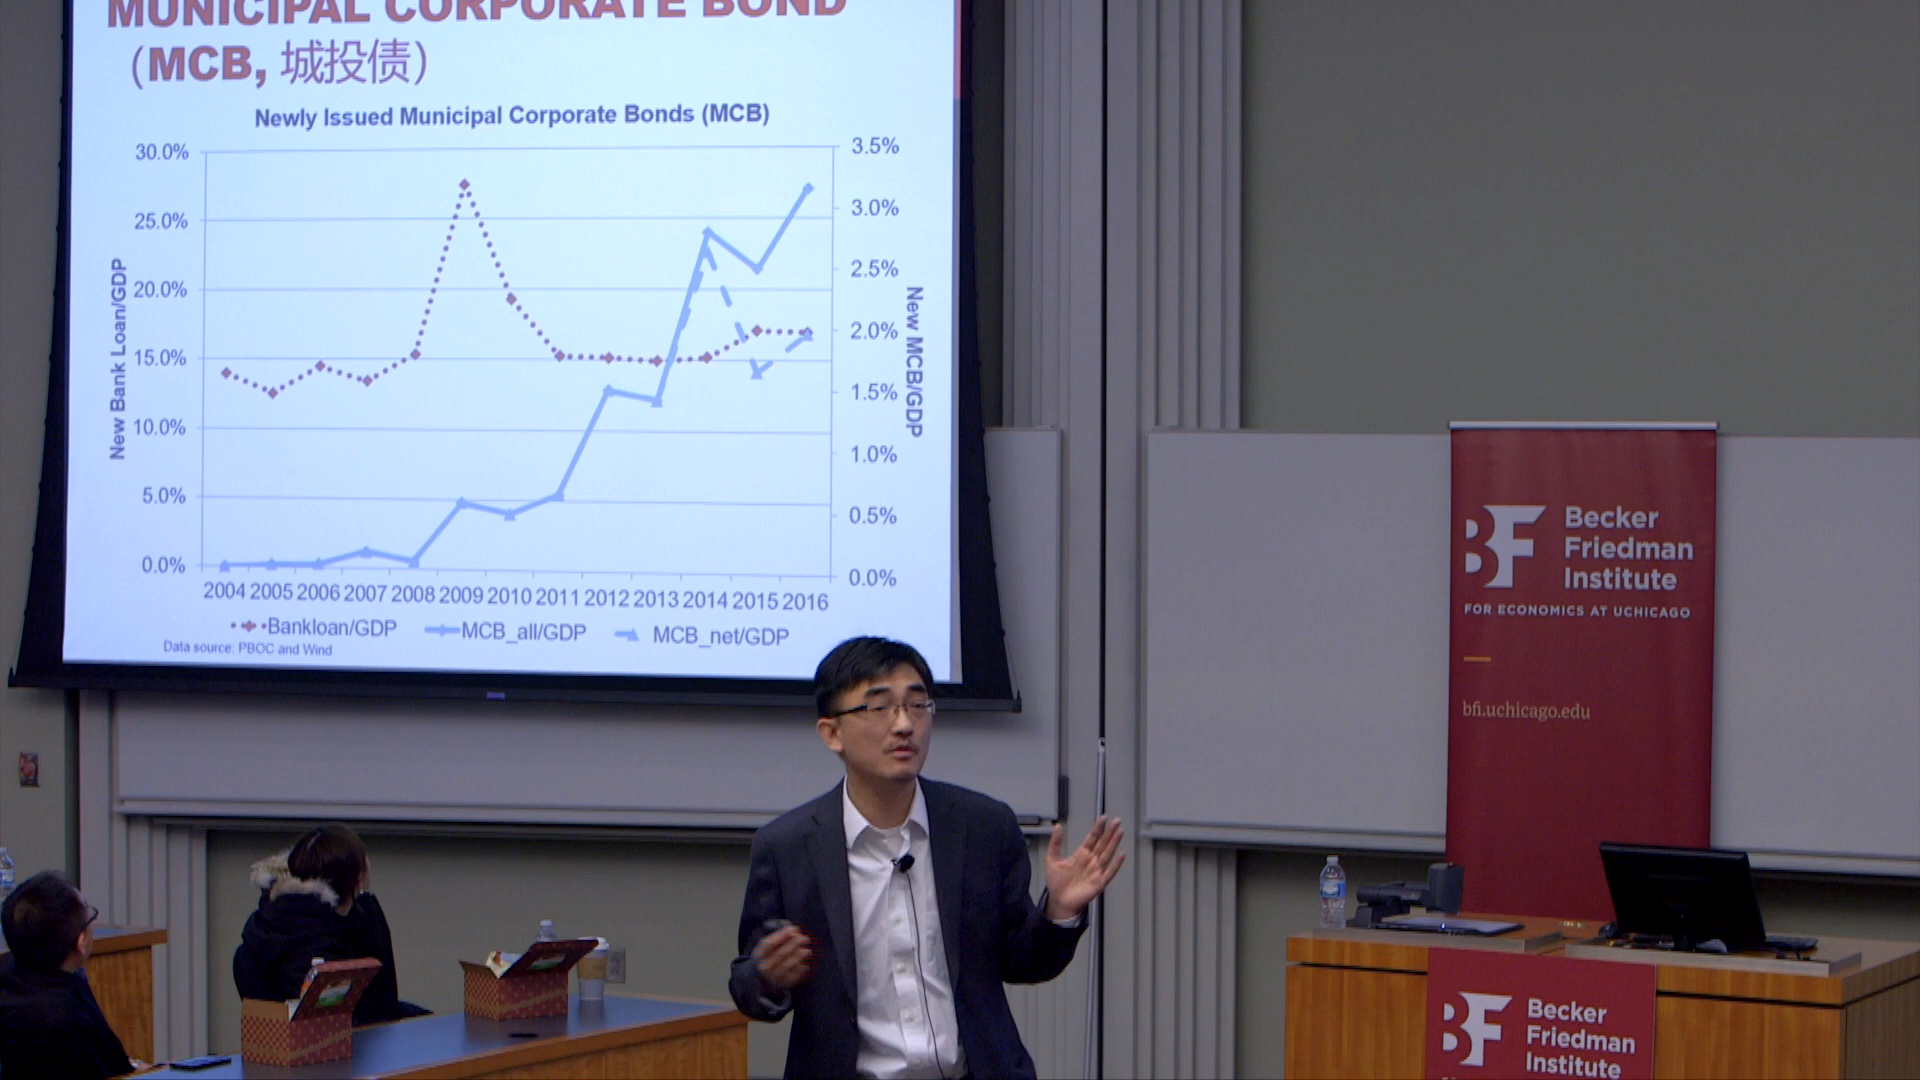 MUNICIPAL CORPORATE BOND
(MCB, 城投债)
Newly Issued Municipal Corporate Bonds (MCB)
30.0%
25.0%
20.0%
15.0%
10.0%
5.0%
0.0%
New Bank Loan/GDP
3.5%
3.0%
2.5%
2.0%
1.5%
1.0%
0.5%
0.0%
New MCB/GDP
2004 2005 2006 2007 2008 2009 2010 2011 2012 2013 2014 2015 2016
Bankloan/GDP MCB_all/GDP MCB_net/GDP
Data source: PBOC and Wind
BF Becker
Friedman
Institute
FOR ECONOMICS AT UCHICAGO
bfi.uchicago.edu
BF Becker
Friedman
Institute